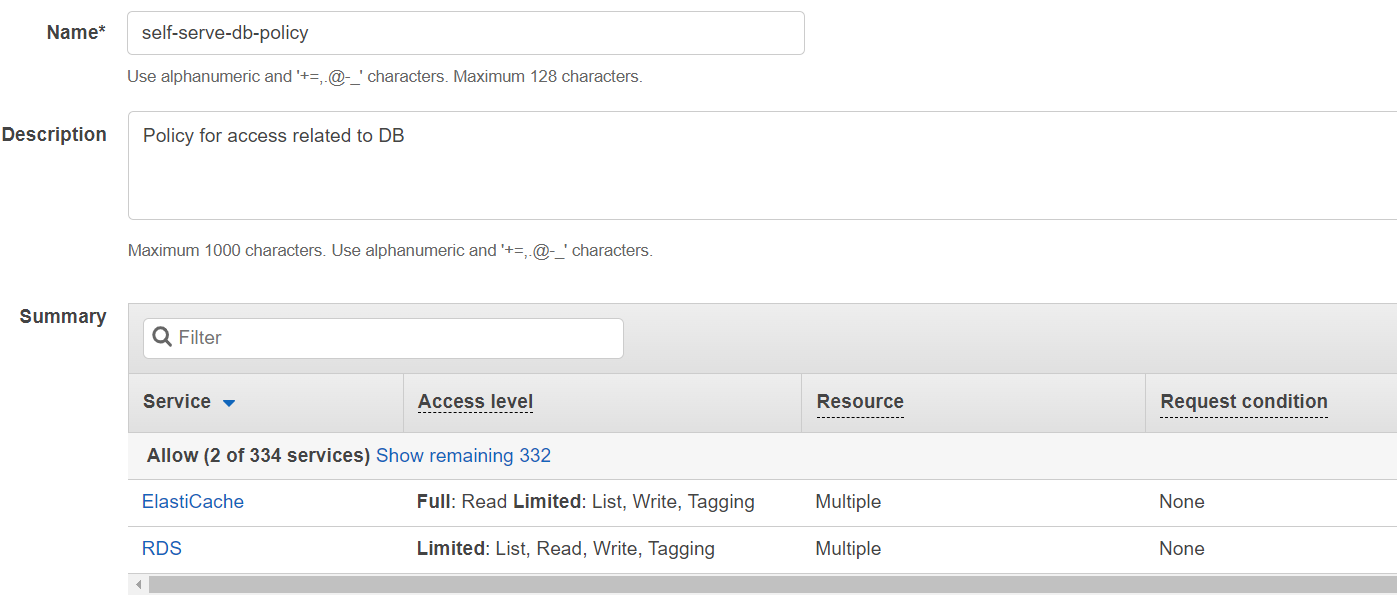 Name* self-serve-db-policy
Use alphanumeric and '+=,.@-_' characters. Maximum 128 characters.
Description Policy for access related to DB
Maximum 1000 characters. Use alphanumeric and '+=,.@-_' characters.
Summary
Filter
Service Access level Resource Request condition
Allow (2 of 334 services) Show remaining 332
ElastiCache Full: Read Limited: List, Write, Tagging Multiple None
RDS Limited: List, Read, Write, Tagging Multiple None